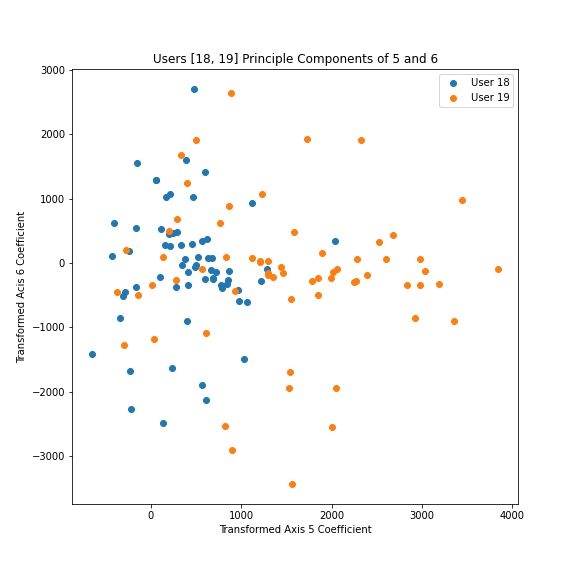 Users [18, 19] Principle Components of 5 and 6
User 18
User 19
3000
2000
1000
0
−1000
−2000
−3000
Transformed Acis 6 Coefficient
0
1000
2000
3000
4000
Transformed Axis 5 Coefficient